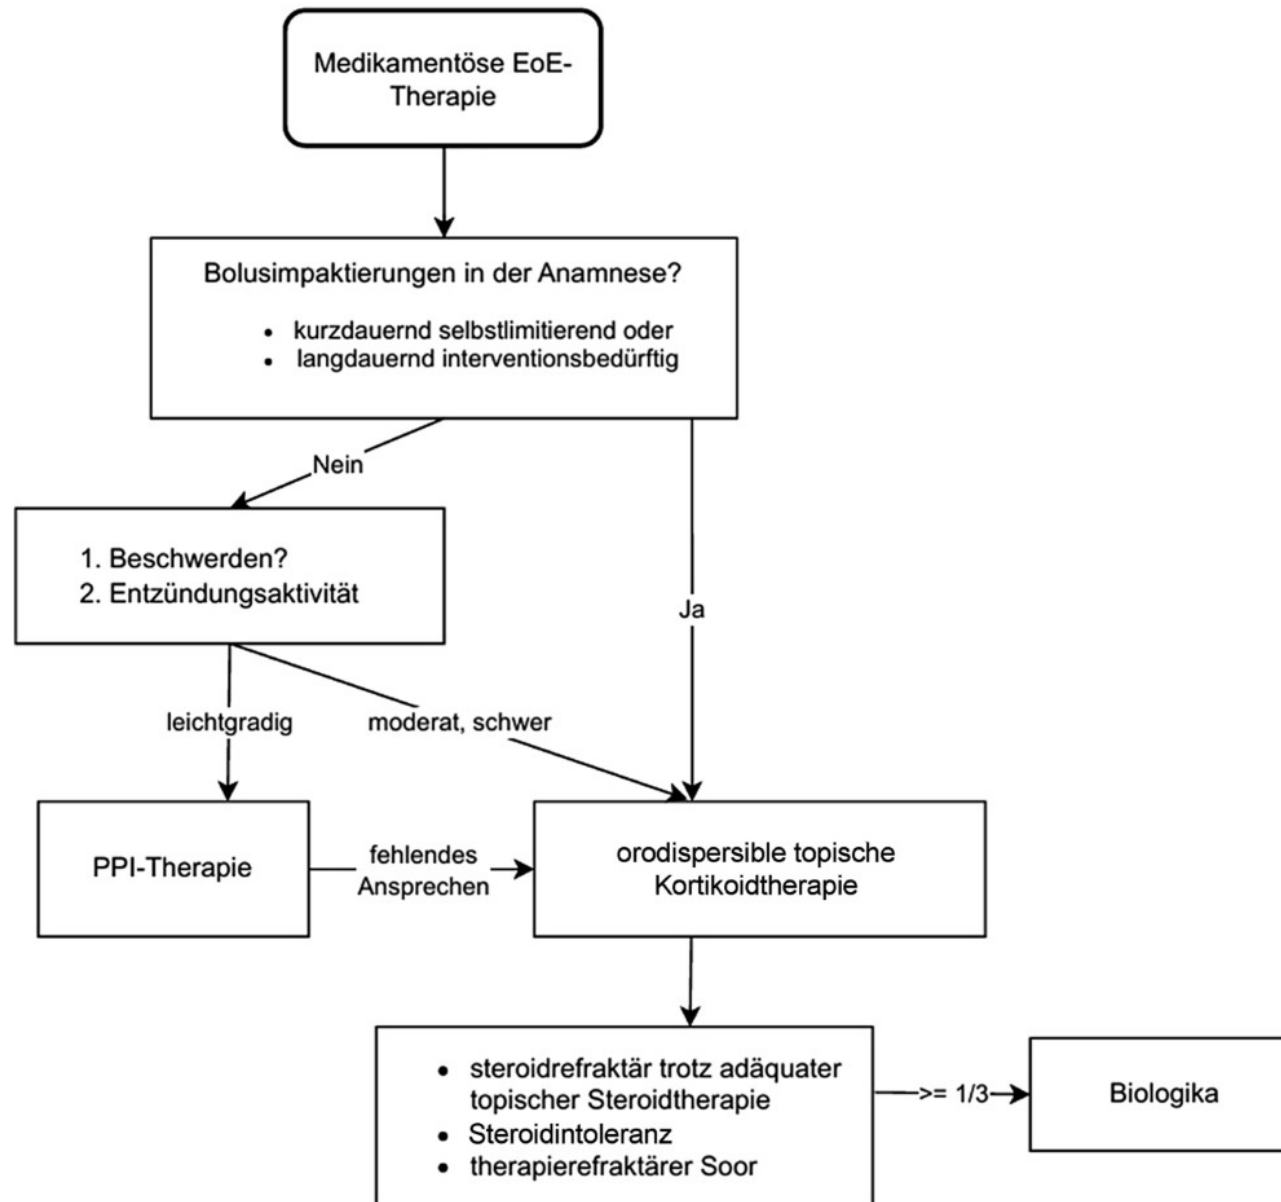 Medikamentöse EoE-
Therapie
Bolusimpaktierungen in der Anamnese?
• kurzdauernd selbstlimitierend oder
• langdauernd interventionsbedürftig
Nein
1. Beschwerden?
2. Entzündungsaktivität
Ja
leichtgradig
moderat, schwer
PPI-Therapie
fehlendes
Ansprechen
orodispersible topische
Kortikoidtherapie
• steroidrefraktär trotz adäquater
topischer Steroidtherapie
• Steroidintoleranz
• therapierefraktärer Soor
>= 1/3
Biologika